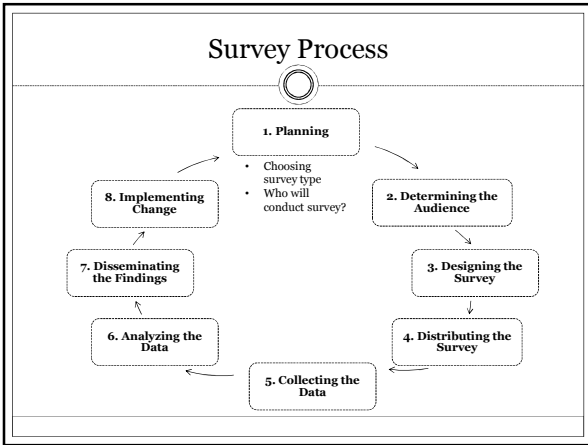 Survey Process
1. Planning
• Choosing
survey type
• Who will
conduct survey?
2. Determining the
Audience
3. Designing the
Survey
4. Distributing the
Survey
5. Collecting the
Data
6. Analyzing the
Data
7. Disseminating
the Findings
8. Implementing
Change